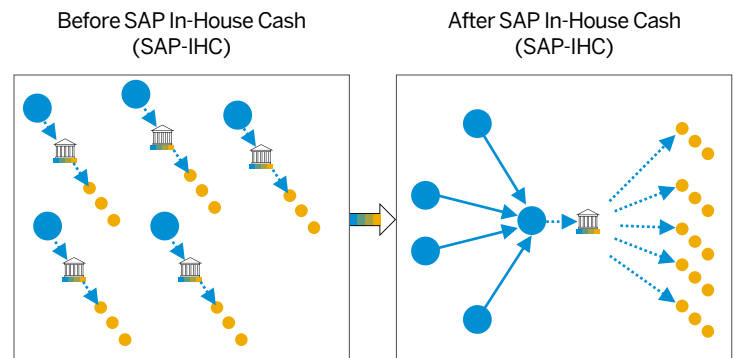 Before SAP In-House Cash
(SAP-IHC)
After SAP In-House Cash
(SAP-IHC)